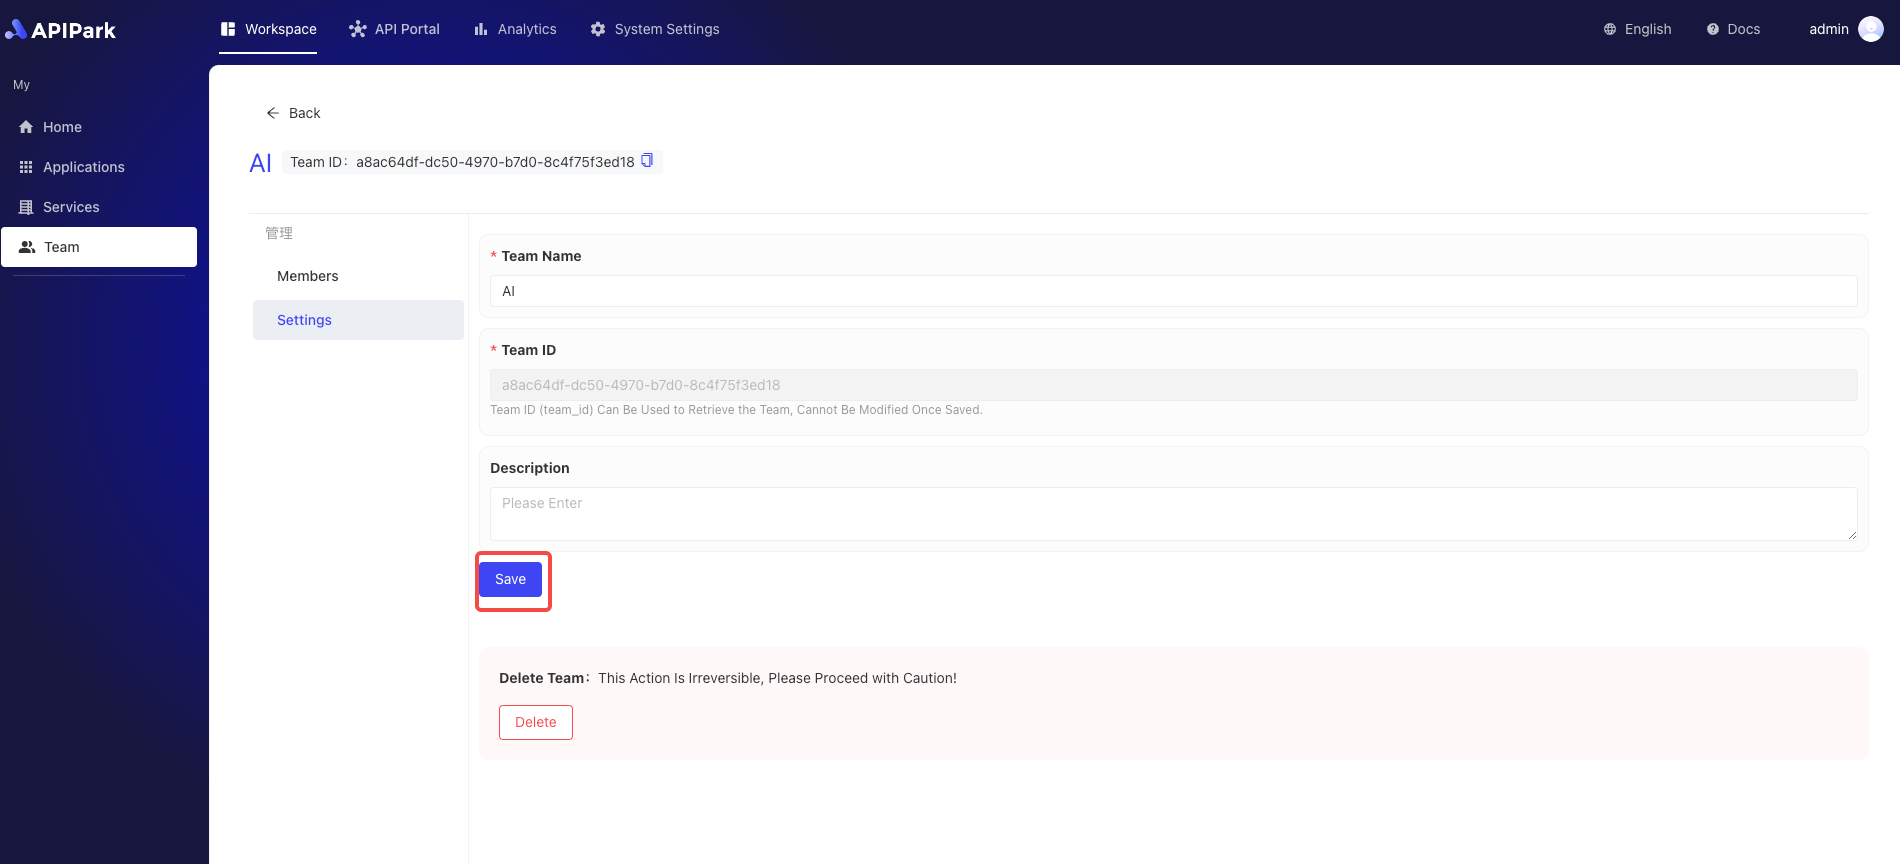 APIPark
Workspace
API Portal
Analytics
System Settings
English
Docs
admin
My
Home
Applications
Services
Team
Back
AI
Team ID： a8ac64df-dc50-4970-b7d0-8c4f75f3ed18
管理
Members
Settings
* Team Name
AI
* Team ID
a8ac64df-dc50-4970-b7d0-8c4f75f3ed18
Team ID (team_id) Can Be Used to Retrieve the Team, Cannot Be Modified Once Saved.
Description
Please Enter
Save
Delete Team： This Action Is Irreversible, Please Proceed with Caution!
Delete